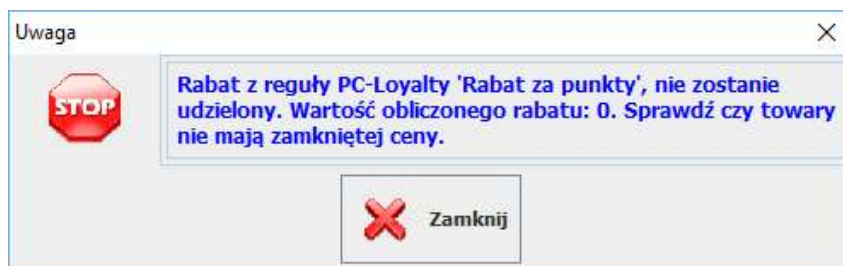 Uwaga
STOP
Rabat z reguły PC-Loyalty 'Rabat za punkty', nie zostanie
udzielony. Wartość obliczonego rabatu: 0. Sprawdź czy towary
nie mają zamkniętej ceny.
Zamknij